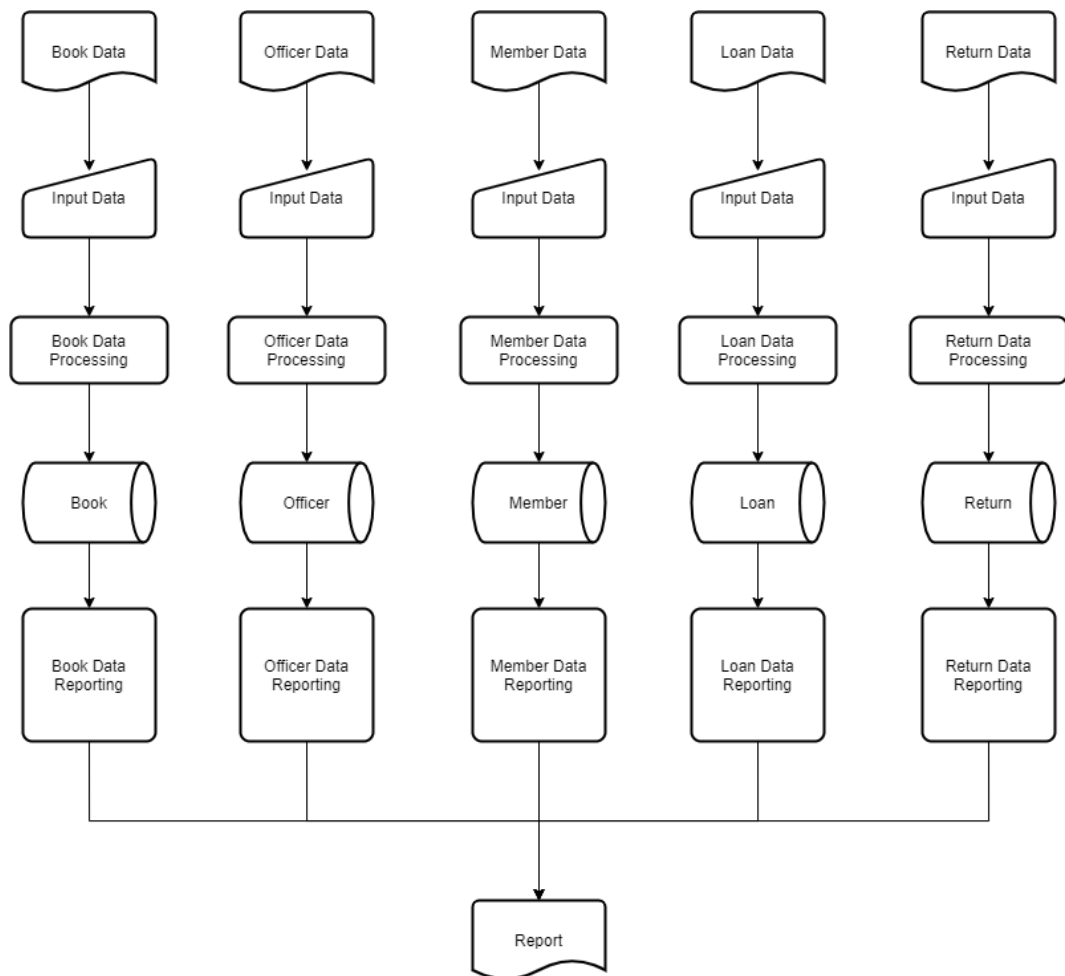 Book Data
Officer Data
Member Data
Loan Data
Return Data
Input Data
Input Data
Input Data
Input Data
Input Data
Book Data
Processing
Officer Data
Processing
Member Data
Processing
Loan Data
Processing
Return Data
Processing
Book
Officer
Member
Loan
Return
Book Data
Reporting
Officer Data
Reporting
Member Data
Reporting
Loan Data
Reporting
Return Data
Reporting
Report